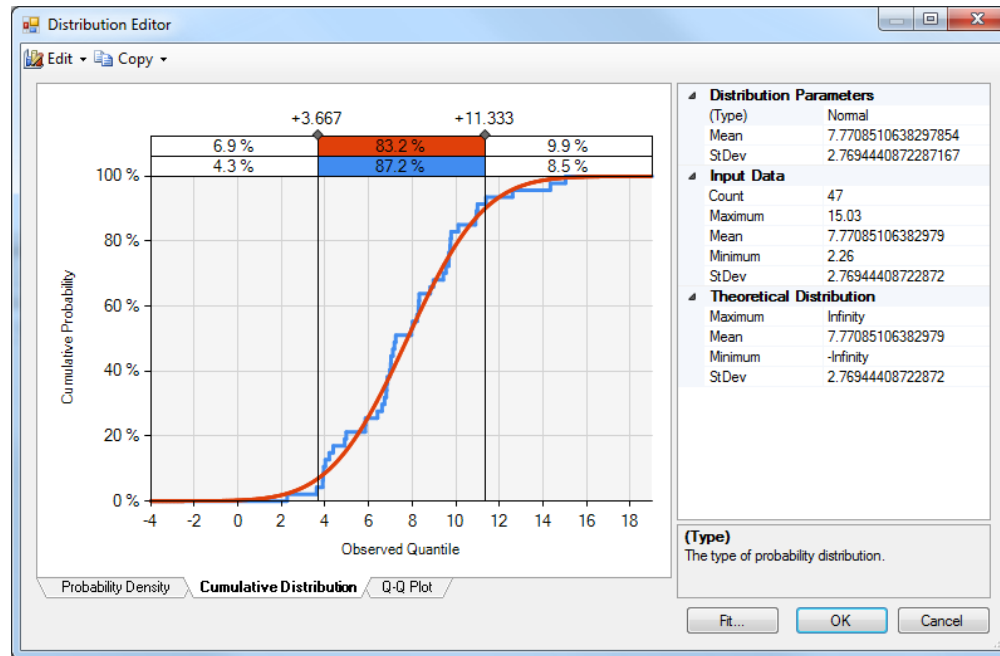 Distribution Editor
Edit Copy
+3.667 +11.333
6.9 % 83.2 % 9.9 %
4.3 % 87.2 % 8.5 %
100 %
80 %
60 %
40 %
20 %
0 %
Cumulative Probability
-4 -2 0 2 4 6 8 10 12 14 16 18
Observed Quantile
Probability Density Cumulative Distribution Q-Q Plot
Distribution Parameters
(Type) Normal
Mean 7.7708510638297854
StDev 2.7694440872287167
Input Data
Count 47
Maximum 15.03
Mean 7.77085106382979
Minimum 2.26
StDev 2.76944408722872
Theoretical Distribution
Maximum Infinity
Mean 7.77085106382979
Minimum -Infinity
StDev 2.76944408722872
(Type)
The type of probability distribution.
Fit... OK Cancel